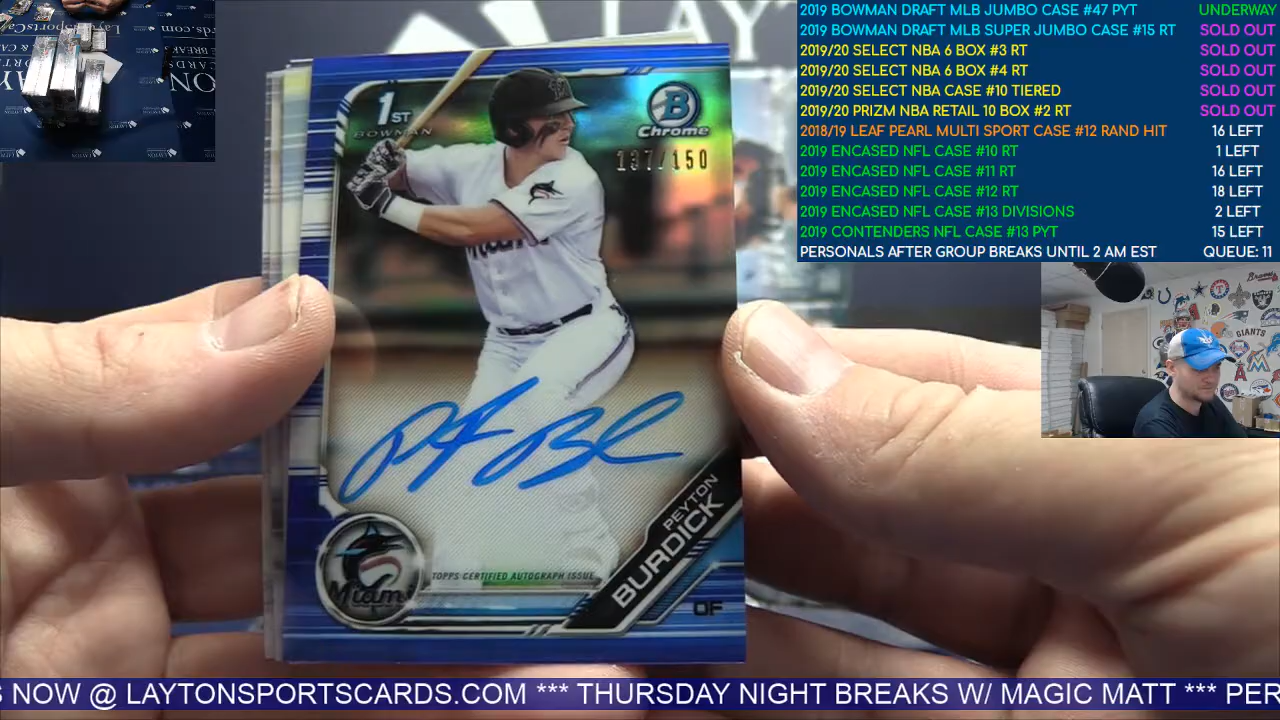 2019 BOWMAN DRAFT MLB JUMBO CASE #47 PYT UNDERWAY
2019 BOWMAN DRAFT MLB SUPER JUMBO CASE #15 RT SOLD OUT
2019/20 SELECT NBA 6 BOX #3 RT SOLD OUT
2019/20 SELECT NBA 6 BOX #4 RT SOLD OUT
2019/20 SELECT NBA CASE #10 TIERED SOLD OUT
2019/20 PRIZM NBA RETAIL 10 BOX #2 RT SOLD OUT
2018/19 LEAF PEARL MULTI SPORT CASE #12 RAND HIT 16 LEFT
2019 ENCASED NFL CASE #10 RT 1 LEFT
2019 ENCASED NFL CASE #11 RT 16 LEFT
2019 ENCASED NFL CASE #12 RT 18 LEFT
2019 ENCASED NFL CASE #13 DIVISIONS 2 LEFT
2019 CONTENDERS NFL CASE #13 PYT 15 LEFT
PERSONALS AFTER GROUP BREAKS UNTIL 2 AM EST QUEUE: 11
LAYT
1ST
BOWMAN
B
Chrome
137/150
GIANTS
PEYTON
BURDICK
OF
Miami
TOPPS CERTIFIED AUTOGRAPH ISSUE
S NOW @ LAYTONSPORTSCARDS.COM *** THURSDAY NIGHT BREAKS W/ MAGIC MATT *** PER